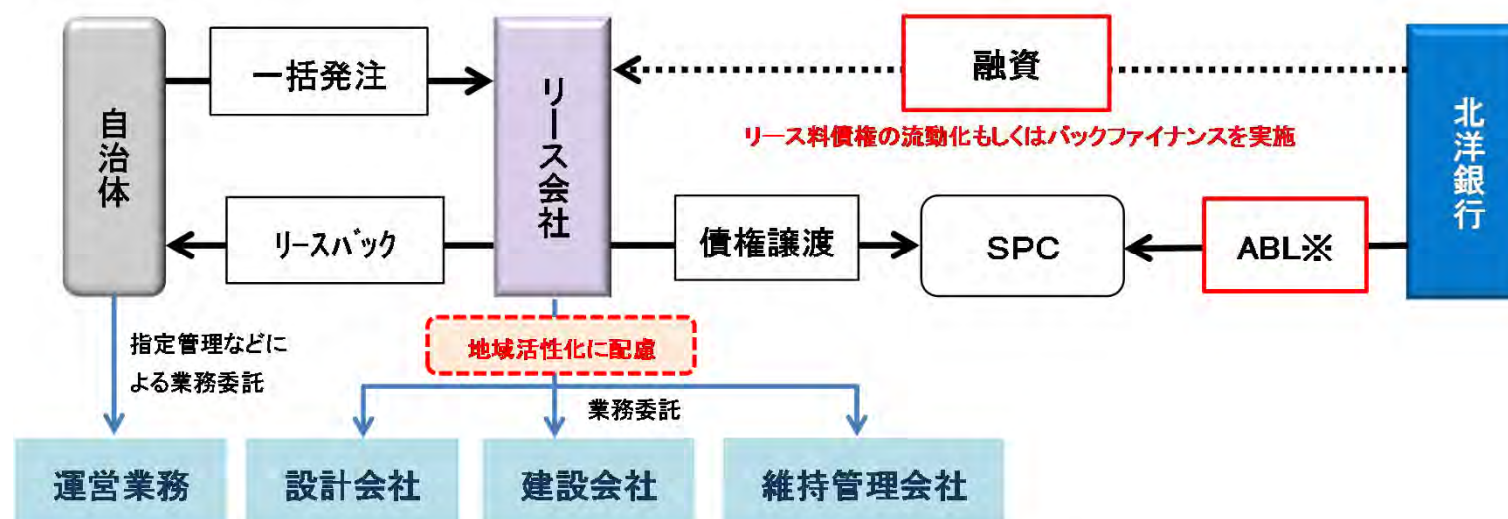 自治体
一括発注
リース会社
融資
北洋銀行
リース料債権の流動化もしくはバックファイナンスを実施
リースバック
債権譲渡
SPC
ABL※
指定管理などに
よる業務委託
地域活性化に配慮
業務委託
運営業務
設計会社
建設会社
維持管理会社